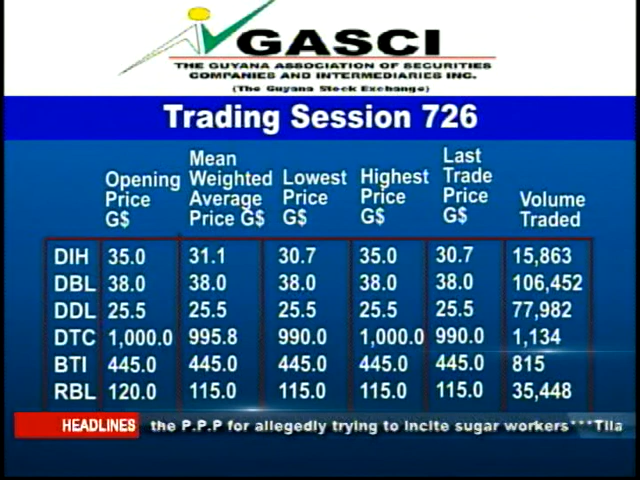 GASCI
THE GUYANA ASSOCIATION OF SECURITIES
COMPANIES AND INTERMEDIARIES INC.
(The Guyana Stock Exchange)
Trading Session 726
Opening Price G$ Mean Weighted Average Price G$ Lowest Price G$ Highest Price G$ Last Trade Price G$ Volume Traded
DIH 35.0 31.1 30.7 35.0 30.7 15,863
DBL 38.0 38.0 38.0 38.0 38.0 106,452
DDL 25.5 25.5 25.5 25.5 25.5 77,982
DTC 1,000.0 995.8 990.0 1,000.0 990.0 1,134
BTI 445.0 445.0 445.0 445.0 445.0 815
RBL 120.0 115.0 115.0 115.0 115.0 35,448
HEADLINES the P.P.P for allegedly trying to incite sugar workers***